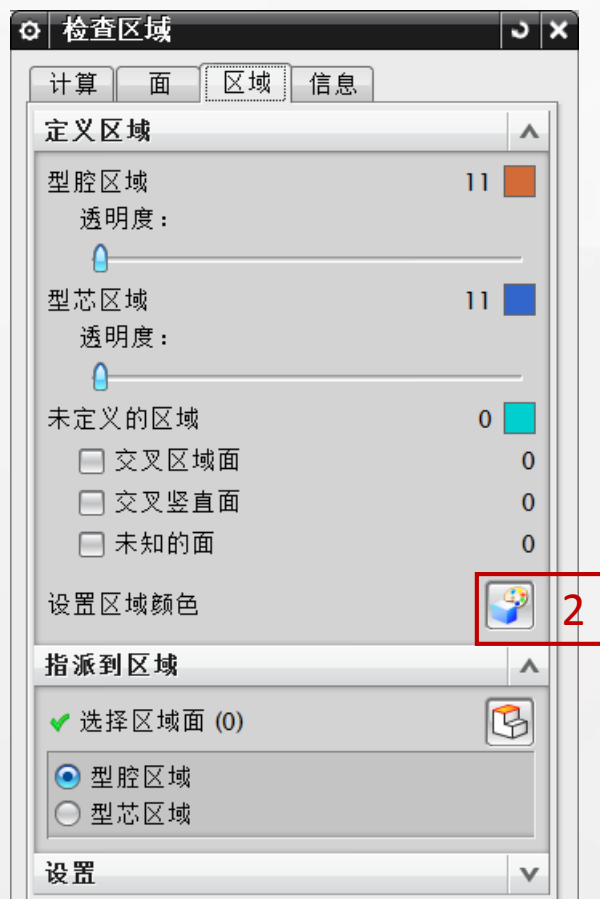 检查区域
计算 面 区域 信息
定义区域
型腔区域 11
透明度：
型芯区域 11
透明度：
未定义的区域 0
交叉区域面 0
交叉竖直面 0
未知的面 0
设置区域颜色 2
指派到区域
选择区域面 (0)
型腔区域
型芯区域
设置